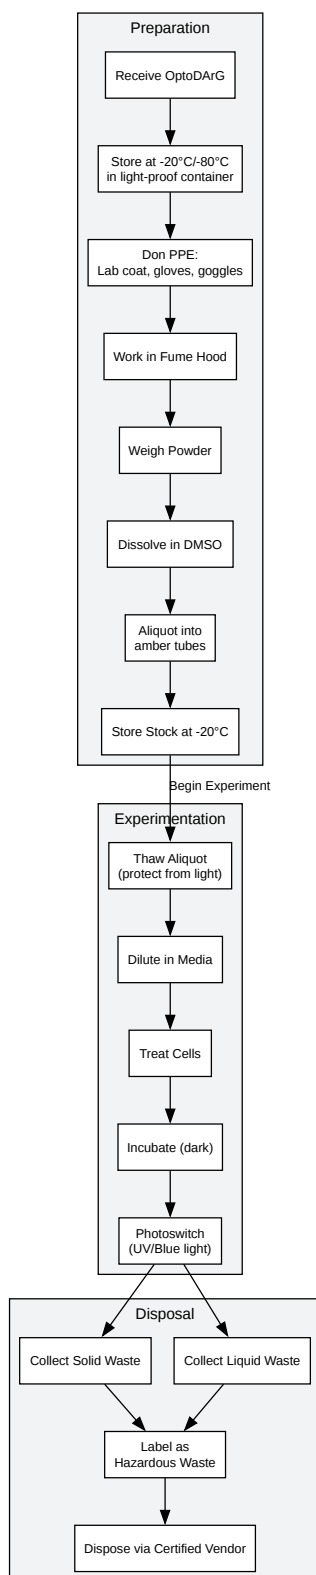 Preparation
Receive OptoDArG
Store at -20°C/-80°C
in light-proof container
Don PPE:
Lab coat, gloves, goggles
Work in Fume Hood
Weigh Powder
Dissolve in DMSO
Aliquot into
amber tubes
Store Stock at -20°C
Begin Experiment
Experimentation
Thaw Aliquot
(protect from light)
Dilute in Media
Treat Cells
Incubate (dark)
Photoswitch
(UV/Blue light)
Disposal
Collect Solid Waste
Collect Liquid Waste
Label as
Hazardous Waste
Dispose via Certified Vendor